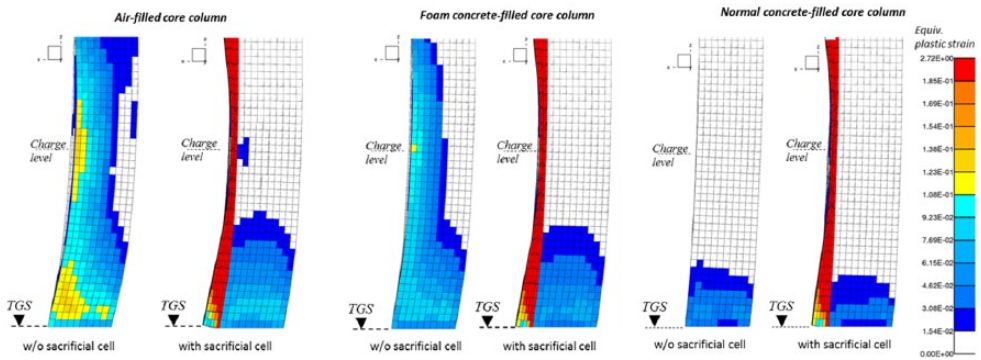 Air-filled core column
Foam concrete-filled core column
Normal concrete-filled core column
Equiv.
plastic strain
2.72E+00
1.85E-01
1.69E-01
1.54E-01
1.38E-01
1.23E-01
1.08E-01
9.23E-02
7.69E-02
6.15E-02
4.62E-02
3.08E-02
1.54E-02
0.00E+00
z
x
Charge
level
TGS
w/o sacrificial cell
z
x
Charge
level
TGS
with sacrificial cell
z
x
Charge
level
TGS
w/o sacrificial cell
z
x
Charge
level
TGS
with sacrificial cell
z
x
Charge
level
TGS
w/o sacrificial cell
z
x
Charge
level
TGS
with sacrificial cell